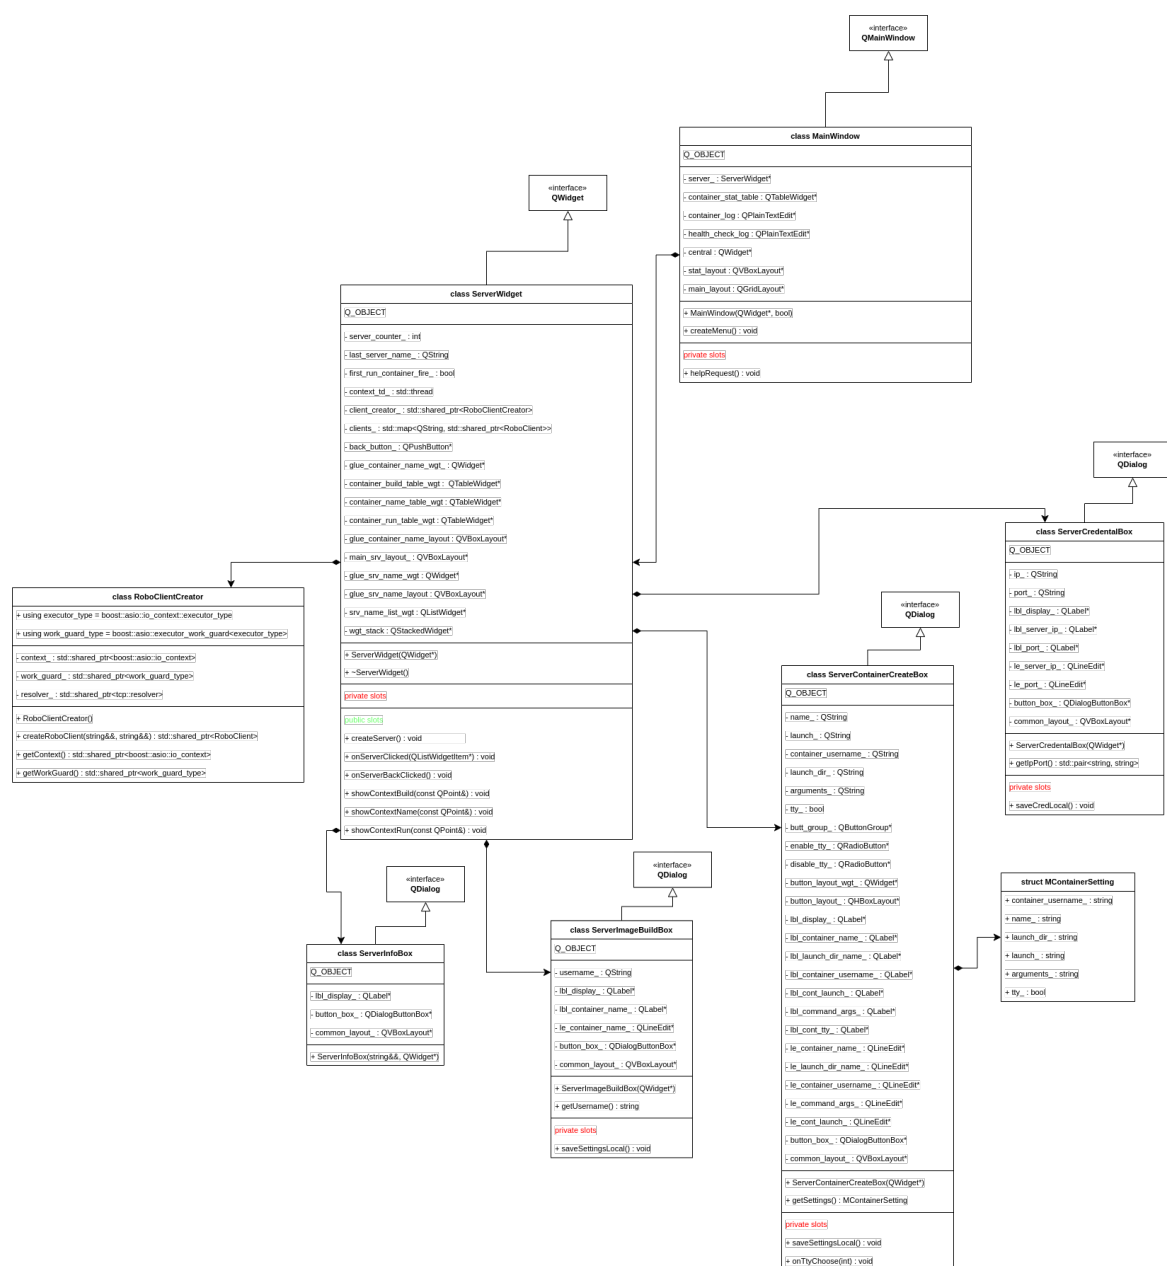 «interface»
QMainWindow
class MainWindow
Q_OBJECT
- server_ : ServerWidget*
- container_stat_table : QTableWidget*
- container_log : QPlainTextEdit*
- health_check_log : QPlainTextEdit*
- central : QWidget*
- stat_layout : QVBoxLayout*
- main_layout : QGridLayout*
+ MainWindow(QWidget*, bool)
+ createMenu() : void
private slots
+ helpRequest() : void
«interface»
QWidget
class ServerWidget
Q_OBJECT
- server_counter_ : int
- last_server_name_ : QString
- first_run_container_fire_ : bool
- context_td_ : std::thread
- client_creator_ : std::shared_ptr<RoboClientCreator>
- clients_ : std::map<QString, std::shared_ptr<RoboClient>>
- back_button_ : QPushButton*
- glue_container_name_wgt_ : QWidget*
- container_build_table_wgt : QTableWidget*
- container_name_table_wgt : QTableWidget*
- container_run_table_wgt : QTableWidget*
- glue_container_name_layout : QVBoxLayout*
- main_srv_layout_ : QVBoxLayout*
- glue_srv_name_wgt : QWidget*
- glue_srv_name_layout : QVBoxLayout*
- srv_name_list_wgt : QListWidget*
- wgt_stack : QStackedWidget*
+ ServerWidget(QWidget*)
+ ~ServerWidget()
private slots
public slots
+ createServer() : void
+ onServerClicked(QListWidgetItem*) : void
+ onServerBackClicked() : void
+ showContextBuild(const QPoint&) : void
+ showContextName(const QPoint&) : void
+ showContextRun(const QPoint&) : void
class RoboClientCreator
+ using executor_type = boost::asio::io_context::executor_type
+ using work_guard_type = boost::asio::executor_work_guard<executor_type>
- context_ : std::shared_ptr<boost::asio::io_context>
- work_guard_ : std::shared_ptr<work_guard_type>
- resolver_ : std::shared_ptr<tcp::resolver>
+ RoboClientCreator()
+ createRoboClient(string&&, string&&) : std::shared_ptr<RoboClient>
+ getContext() : std::shared_ptr<boost::asio::io_context>
+ getWorkGuard() : std::shared_ptr<work_guard_type>
«interface»
QDialog
class ServerCredentalBox
Q_OBJECT
- ip_ : QString
- port_ : QString
- lbl_display_ : QLabel*
- lbl_server_ip_ : QLabel*
- lbl_port_ : QLabel*
- le_server_ip_ : QLineEdit*
- le_port_ : QLineEdit*
- button_box_ : QDialogButtonBox*
- common_layout_ : QVBoxLayout*
+ ServerCredentalBox(QWidget*)
+ getIpPort() : std::pair<string, string>
private slots
+ saveCredLocal() : void
«interface»
QDialog
class ServerContainerCreateBox
Q_OBJECT
- name_ : QString
- launch_ : QString
- container_username_ : QString
- launch_dir_ : QString
- arguments_ : QString
- tty_ : bool
- butt_group_ : QButtonGroup*
- enable_tty_ : QRadioButton*
- disable_tty_ : QRadioButton*
- button_layout_wgt_ : QWidget*
- button_layout_ : QHBoxLayout*
- lbl_display_ : QLabel*
- lbl_container_name_ : QLabel*
- lbl_launch_dir_name_ : QLabel*
- lbl_container_username_ : QLabel*
- lbl_cont_launch_ : QLabel*
- lbl_command_args_ : QLabel*
- lbl_cont_tty_ : QLabel*
- le_container_name_ : QLineEdit*
- le_launch_dir_name_ : QLineEdit*
- le_container_username_ : QLineEdit*
- le_command_args_ : QLineEdit*
- le_cont_launch_ : QLineEdit*
- button_box_ : QDialogButtonBox*
- common_layout_ : QVBoxLayout*
+ ServerContainerCreateBox(QWidget*)
+ getSettings() : MContainerSetting
private slots
+ saveSettingsLocal() : void
+ onTtyChoose(int) : void
struct MContainerSetting
+ container_username_ : string
+ name_ : string
+ launch_dir_ : string
+ launch_ : string
+ arguments_ : string
+ tty_ : bool
«interface»
QDialog
class ServerImageBuildBox
Q_OBJECT
- username_ : QString
- lbl_display_ : QLabel*
- lbl_container_name_ : QLabel*
- le_container_name_ : QLineEdit*
- button_box_ : QDialogButtonBox*
- common_layout_ : QVBoxLayout*
+ ServerImageBuildBox(QWidget*)
+ getUsername() : string
private slots
+ saveSettingsLocal() : void
«interface»
QDialog
class ServerInfoBox
Q_OBJECT
- lbl_display_ : QLabel*
- button_box_ : QDialogButtonBox*
- common_layout_ : QVBoxLayout*
+ ServerInfoBox(string&&, QWidget*)